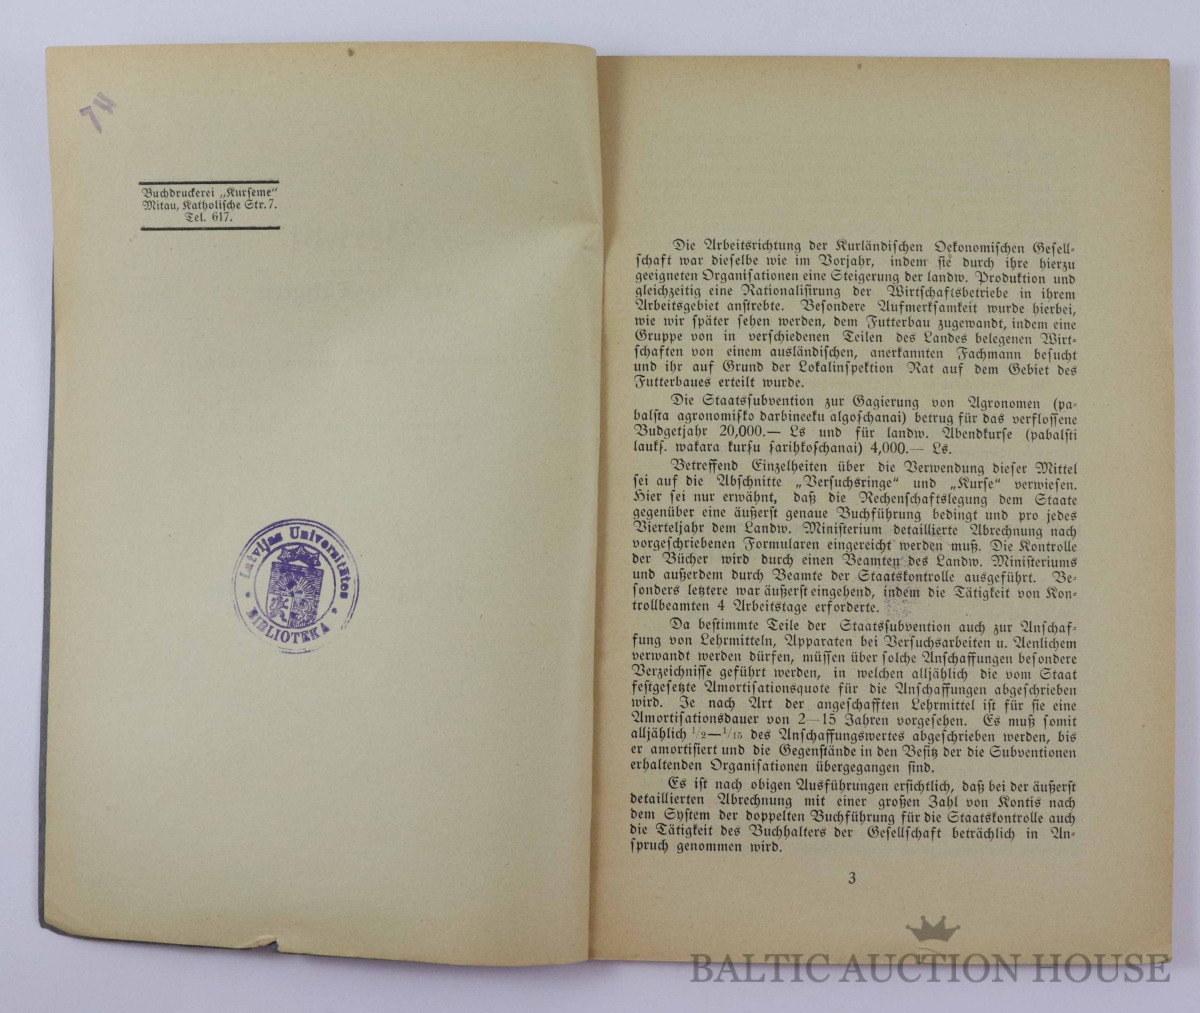 74
Buchdruckerei „Kurseme"
Mitau, Katholische Str. 7.
Tel. 617.
Latvijas Universitātes
* BIBLIOTEKA *
Die Arbeitsrichtung der Kurländischen Oekonomischen Gesell-
schaft war dieselbe wie im Vorjahr, indem sie durch ihre hierzu
geeigneten Organisationen eine Steigerung der landw. Produktion und
gleichzeitig eine Rationalisirung der Wirtschaftsbetriebe in ihrem
Arbeitsgebiet anstrebte. Besondere Aufmerksamkeit wurde hierbei,
wie wir später sehen werden, dem Futterbau zugewandt, indem eine
Gruppe von in verschiedenen Teilen des Landes belegenen Wirt-
schaften von einem ausländischen, anerkannten Fachmann besucht
und ihr auf Grund der Lokalinspektion Rat auf dem Gebiet des
Futterbaues erteilt wurde.
Die Staatssubvention zur Gagierung von Agronomen (pa-
balsta agronomisko darbineeku algoschanai) betrug für das verflossene
Budgetjahr 20,000.— Ls und für landw. Abendkurse (pabalsti
lauks. wakara kursu sarihkoschanai) 4,000.— Ls.
Betreffend Einzelheiten über die Verwendung dieser Mittel
sei auf die Abschnitte „Versuchsringe" und „Kurse" verwiesen.
Hier sei nur erwähnt, daß die Rechenschaftslegung dem Staate
gegenüber eine äußerst genaue Buchführung bedingt und pro jedes
Vierteljahr dem Landw. Ministerium detaillierte Abrechnung nach
vorgeschriebenen Formularen eingereicht werden muß. Die Kontrolle
der Bücher wird durch einen Beamten des Landw. Ministeriums
und außerdem durch Beamte der Staatskontrolle ausgeführt. Be-
sonders letztere war äußerst eingehend, indem die Tätigkeit von Kon-
trollbeamten 4 Arbeitstage erforderte.
Da bestimmte Teile der Staatssubvention auch zur Anschaf-
fung von Lehrmitteln, Apparaten bei Versuchsarbeiten u. Aenlichem
verwandt werden dürfen, müssen über solche Anschaffungen besondere
Verzeichnisse geführt werden, in welchen alljählich die vom Staat
festgesetzte Amortisationsquote für die Anschaffungen abgeschrieben
wird. Je nach Art der angeschafften Lehrmittel ist für sie eine
Amortisationsdauer von 2—15 Jahren vorgesehen. Es muß somit
alljählich 1/2—1/15 des Anschaffungswertes abgeschrieben werden, bis
er amortisiert und die Gegenstände in den Besitz der die Subventionen
erhaltenden Organisationen übergegangen sind.
Es ist nach obigen Ausführungen ersichtlich, daß bei der äußerst
detaillierten Abrechnung mit einer großen Zahl von Kontis nach
dem System der doppelten Buchführung für die Staatskontrolle auch
die Tätigkeit des Buchhalters der Gesellschaft beträchlich in An-
spruch genommen wird.
3
BALTIC AUCTION HOUSE